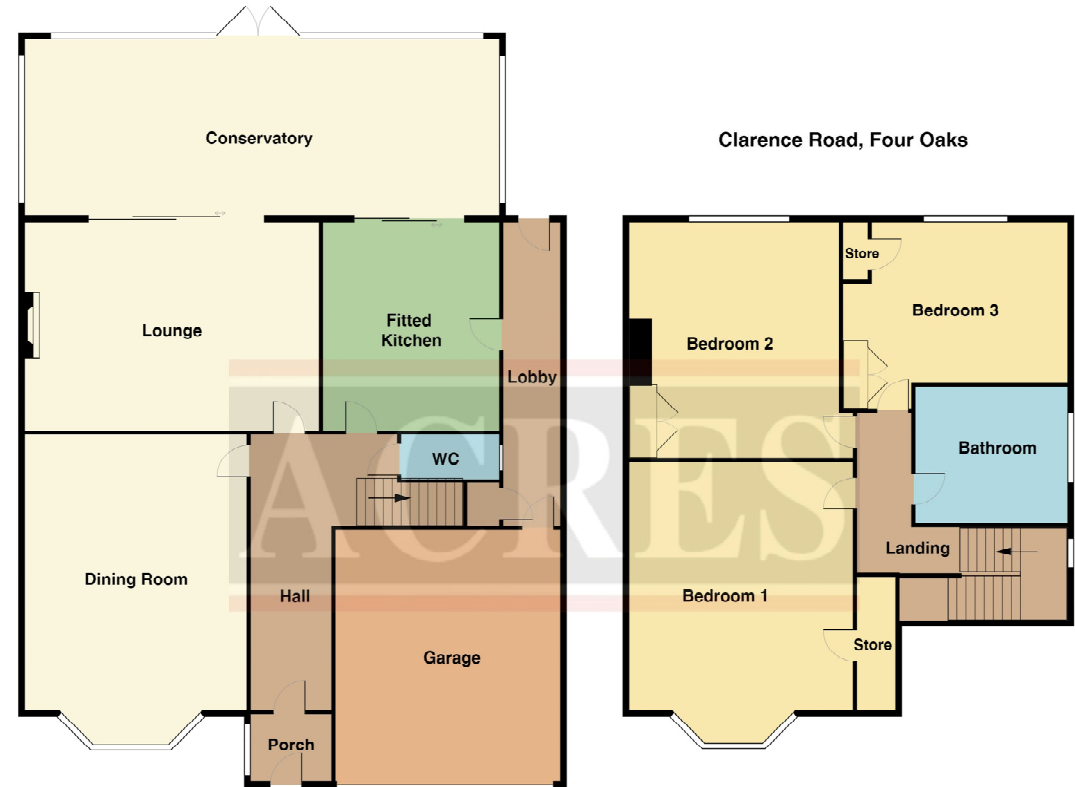 Conservatory
Clarence Road, Four Oaks
Lounge
Fitted
Kitchen
Lobby
WC
Dining Room
Hall
Garage
Porch
Store
Bedroom 3
Bedroom 2
Bathroom
Landing
Bedroom 1
Store
ACRES